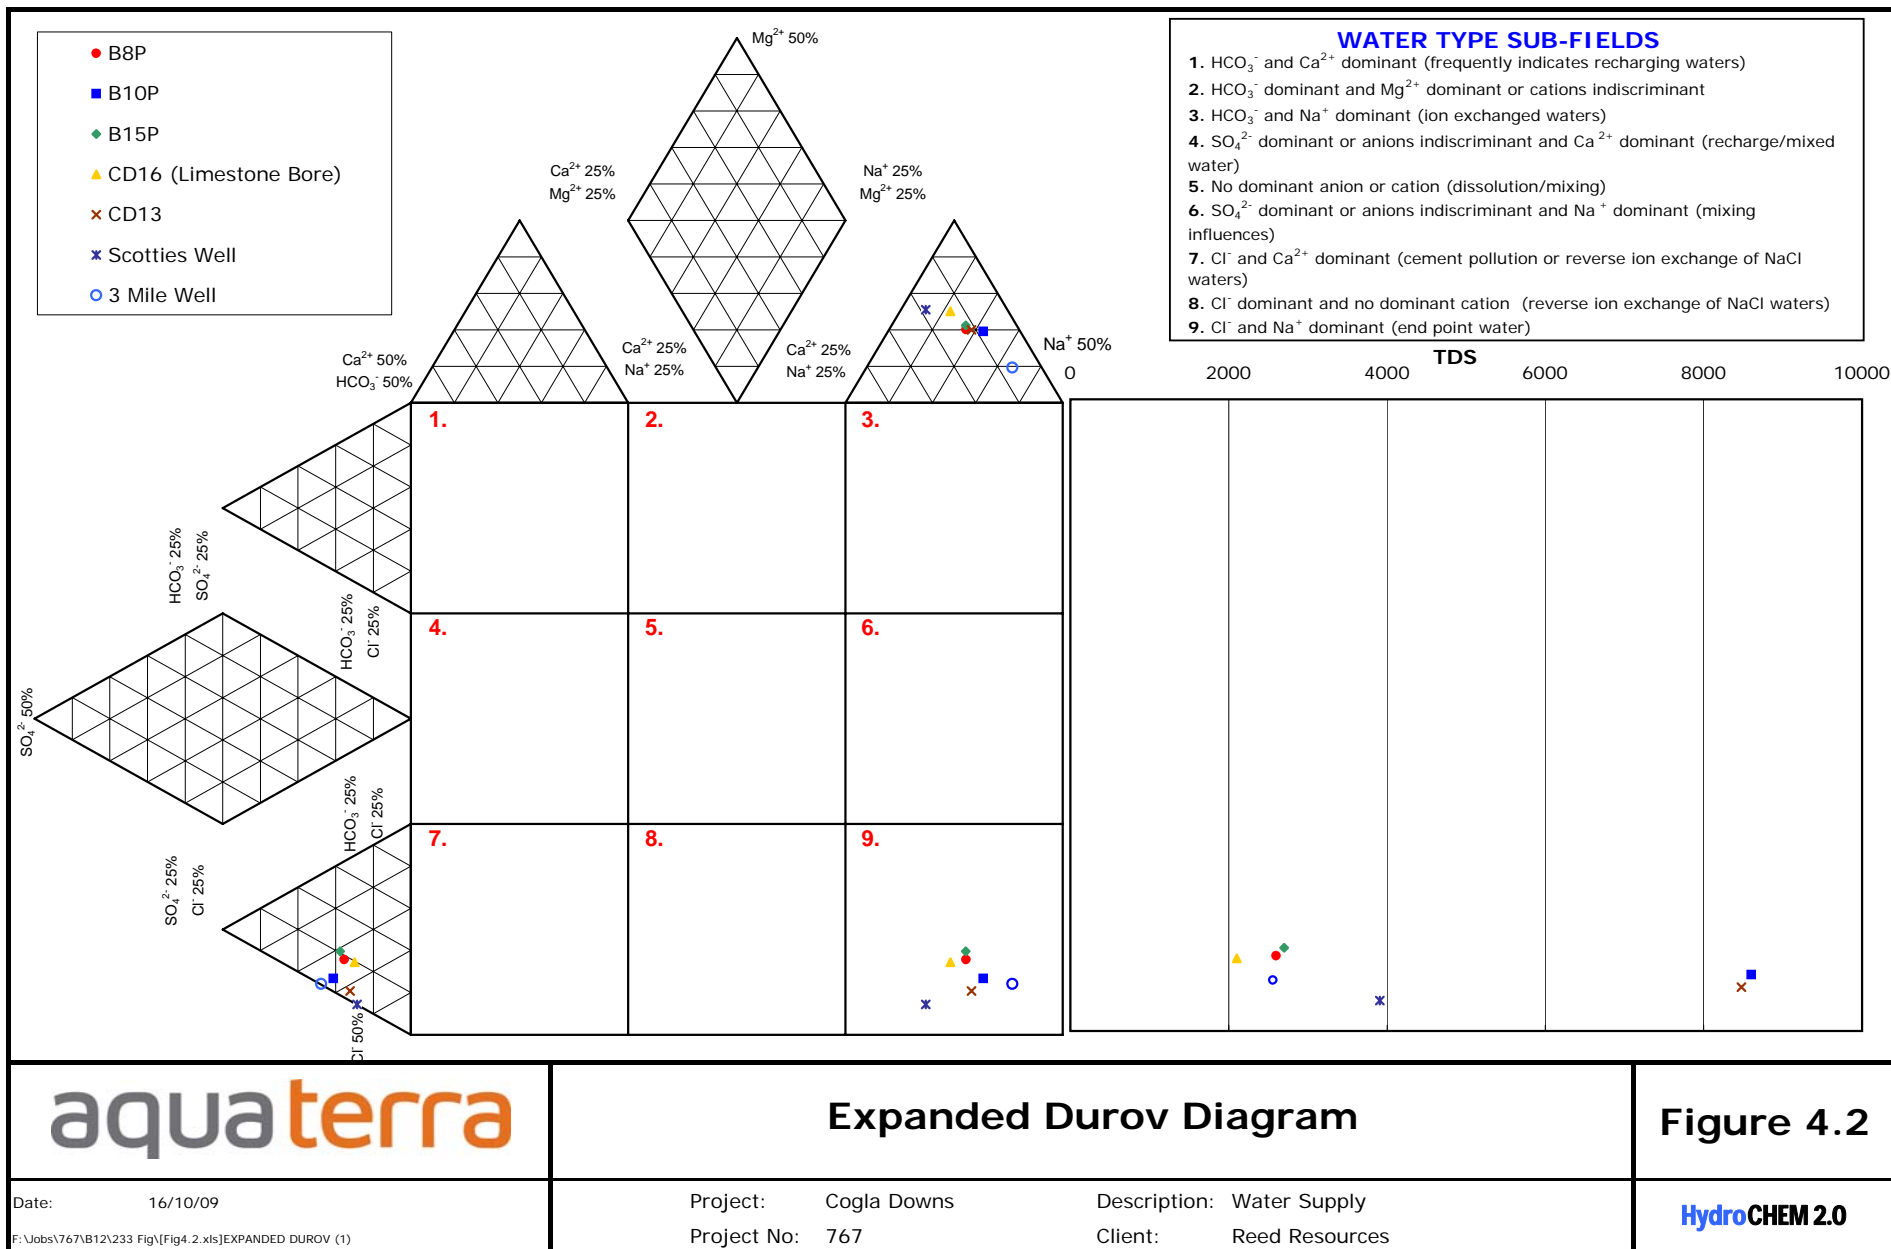 B8P
B10P
B15P
CD16 (Limestone Bore)
CD13
Scotties Well
3 Mile Well
Mg²⁺ 50%
Ca²⁺ 25%
Mg²⁺ 25%
Na⁺ 25%
Mg²⁺ 25%
Ca²⁺ 50%
HCO₃⁻ 50%
Ca²⁺ 25%
Na⁺ 25%
Ca²⁺ 25%
Na⁺ 25%
Na⁺ 50%
WATER TYPE SUB-FIELDS
1. HCO₃⁻ and Ca²⁺ dominant (frequently indicates recharging waters)
2. HCO₃⁻ dominant and Mg²⁺ dominant or cations indiscriminant
3. HCO₃⁻ and Na⁺ dominant (ion exchanged waters)
4. SO₄²⁻ dominant or anions indiscriminant and Ca²⁺ dominant (recharge/mixed
water)
5. No dominant anion or cation (dissolution/mixing)
6. SO₄²⁻ dominant or anions indiscriminant and Na⁺ dominant (mixing
influences)
7. Cl⁻ and Ca²⁺ dominant (cement pollution or reverse ion exchange of NaCl
waters)
8. Cl⁻ dominant and no dominant cation (reverse ion exchange of NaCl waters)
9. Cl⁻ and Na⁺ dominant (end point water)
TDS
0 2000 4000 6000 8000 10000
1. 2. 3.
HCO₃⁻ 25%
SO₄²⁻ 25%
HCO₃⁻ 25%
Cl⁻ 25%
4. 5. 6.
SO₄²⁻ 50%
HCO₃⁻ 25%
Cl⁻ 25%
7. 8. 9.
SO₄²⁻ 25%
Cl⁻ 25%
Cl⁻ 50%
aquaterra
Expanded Durov Diagram
Figure 4.2
Date: 16/10/09
F:\Jobs\767\B12\233 Fig\[Fig4.2.xls]EXPANDED DUROV (1)
Project: Cogla Downs
Description: Water Supply
Project No: 767
Client: Reed Resources
HydroCHEM 2.0